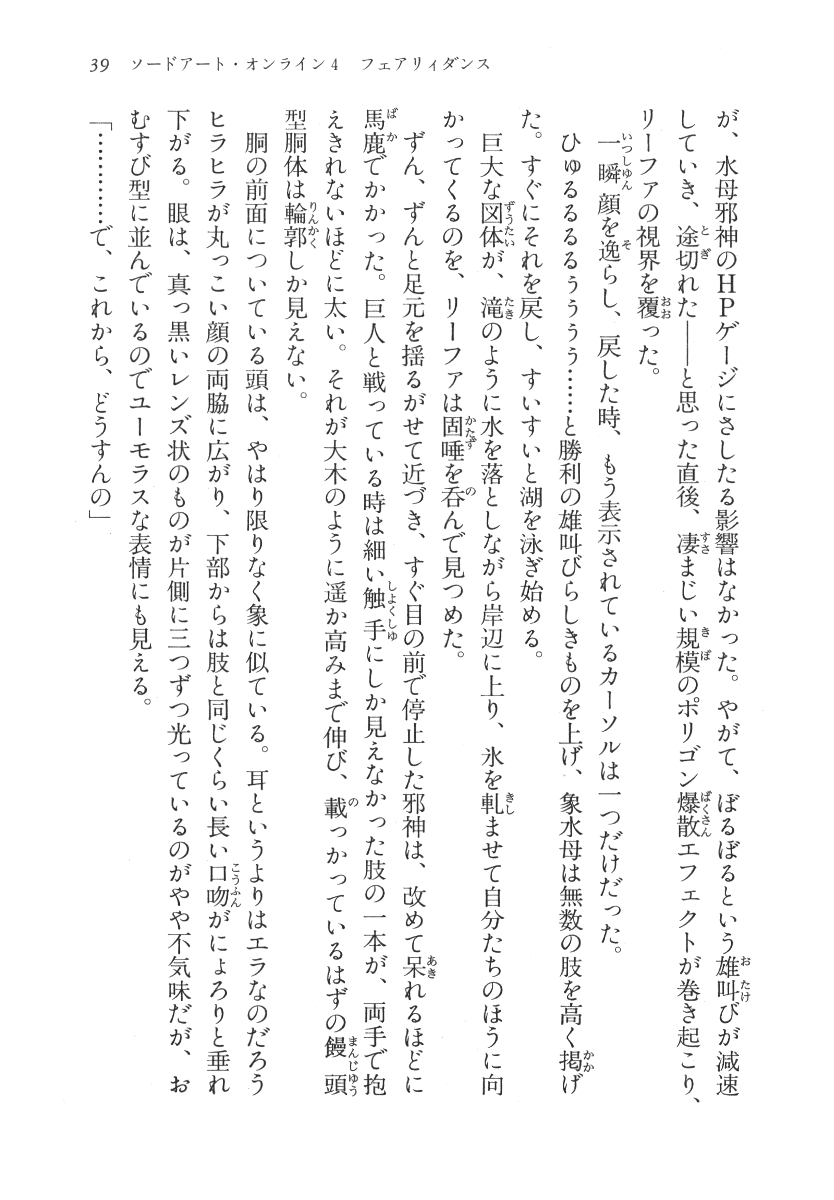 39　ソードアート・オンライン4　フェアリィダンス
が、水母邪神のHPゲージにさしたる影響はなかった。やがて、ぼるぼるという雄叫びが減速
していき、途切れた――と思った直後、凄まじい規模のポリゴン爆散エフェクトが巻き起こり、
リーファの視界を覆った。
　一瞬顔を逸らし、戻した時、もう表示されているカーソルは一つだけだった。
　ひゅるるるるぅぅぅぅ……と勝利の雄叫びらしきものを上げ、象水母は無数の肢を高く掲げ
た。すぐにそれを戻し、すいすいと湖を泳ぎ始める。
　巨大な図体が、滝のように水を落としながら岸辺に上り、氷を軋ませて自分たちのほうに向
かってくるのを、リーファは固唾を呑んで見つめた。
　ずん、ずんと足元を揺るがせて近づき、すぐ目の前で停止した邪神は、改めて呆れるほどに
馬鹿でかかった。巨人と戦っている時は細い触手にしか見えなかった肢の一本が、両手で抱
えきれないほどに太い。それが大木のように遥か高みまで伸び、載っかっているはずの饅頭
型胴体は輪郭しか見えない。
　胴の前面についている頭は、やはり限りなく象に似ている。耳というよりはエラなのだろう
ヒラヒラが丸っこい顔の両脇に広がり、下部からは肢と同じくらい長い口吻がにょろりと垂れ
下がる。眼は、真っ黒いレンズ状のものが片側に三つずつ光っているのがやや不気味だが、お
むすび型に並んでいるのでユーモラスな表情にも見える。
「…………で、これから、どうすんの」